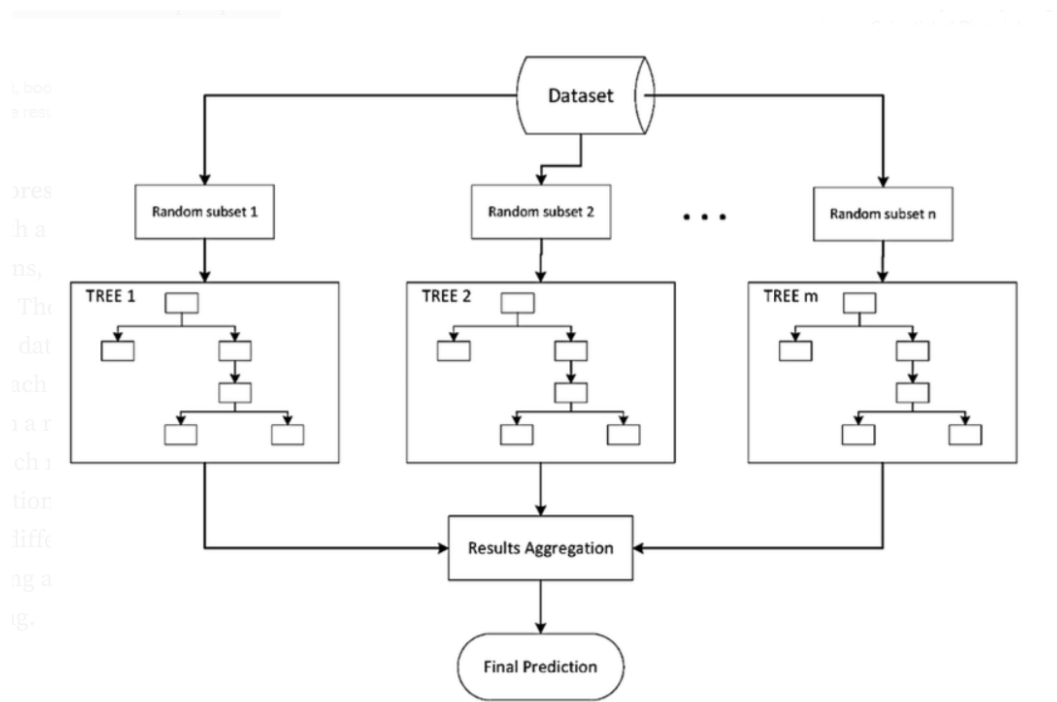 Dataset
Random subset 1
Random subset 2
• • •
Random subset n
TREE 1
TREE 2
TREE m
Results Aggregation
Final Prediction